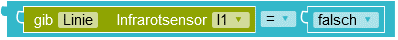 gib Linie Infrarotsensor I1 = falsch